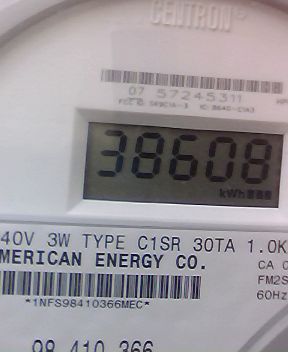 CENTRON®
07 57245311
38608
kWh
40V 3W TYPE C1SR 30TA 1.0K
MERICAN ENERGY CO.
CA 0
FM2S
60Hz
*1NFS98410366MEC*
98 410 366